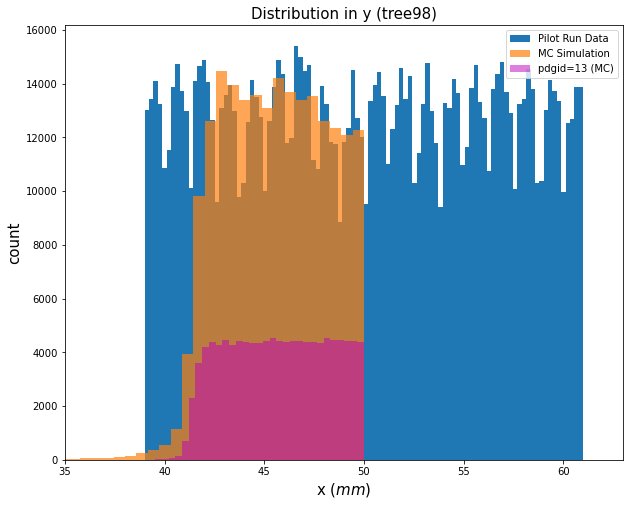 Distribution in y (tree98)
Pilot Run Data
MC Simulation
pdgid=13 (MC)
count
16000
14000
12000
10000
8000
6000
4000
2000
0
35 40 45 50 55 60
x (mm)